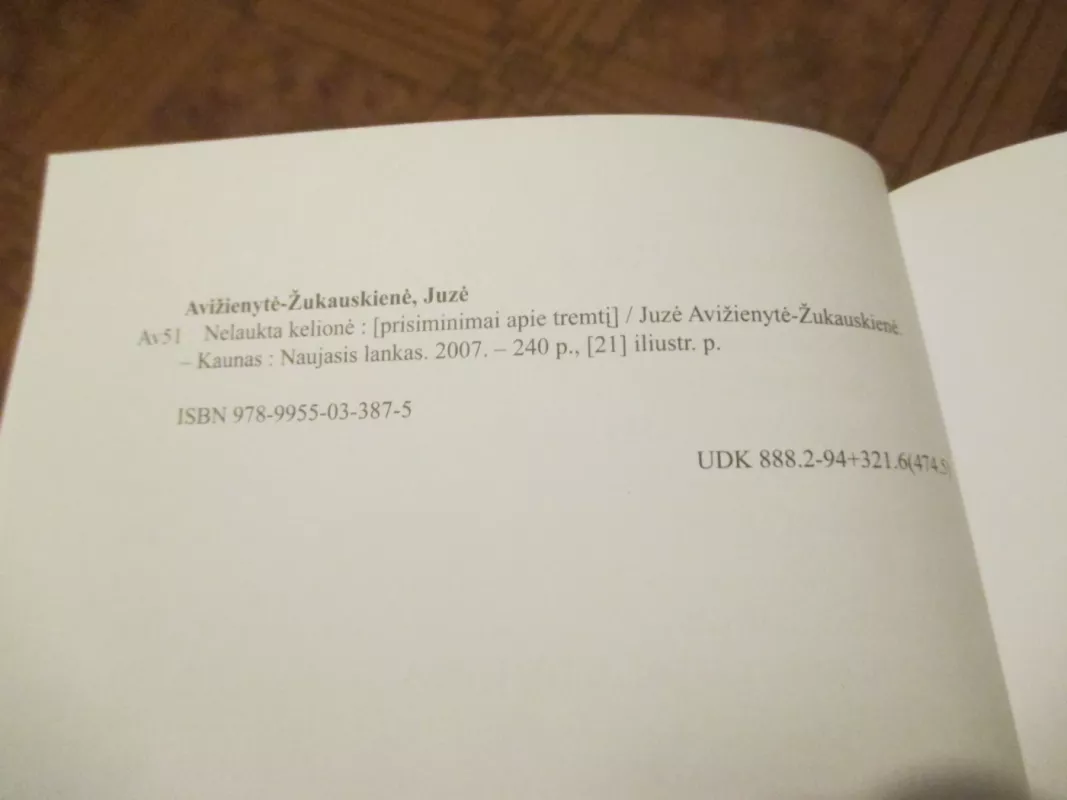 Avižienytė-Žukauskienė, Juzė
Av51 Nelaukta kelionė : [prisiminimai apie tremtį] / Juzė Avižienytė-Žukauskienė.
– Kaunas : Naujasis lankas. 2007. – 240 p., [21] iliustr. p.
ISBN 978-9955-03-387-5
UDK 888.2-94+321.6(474.5)